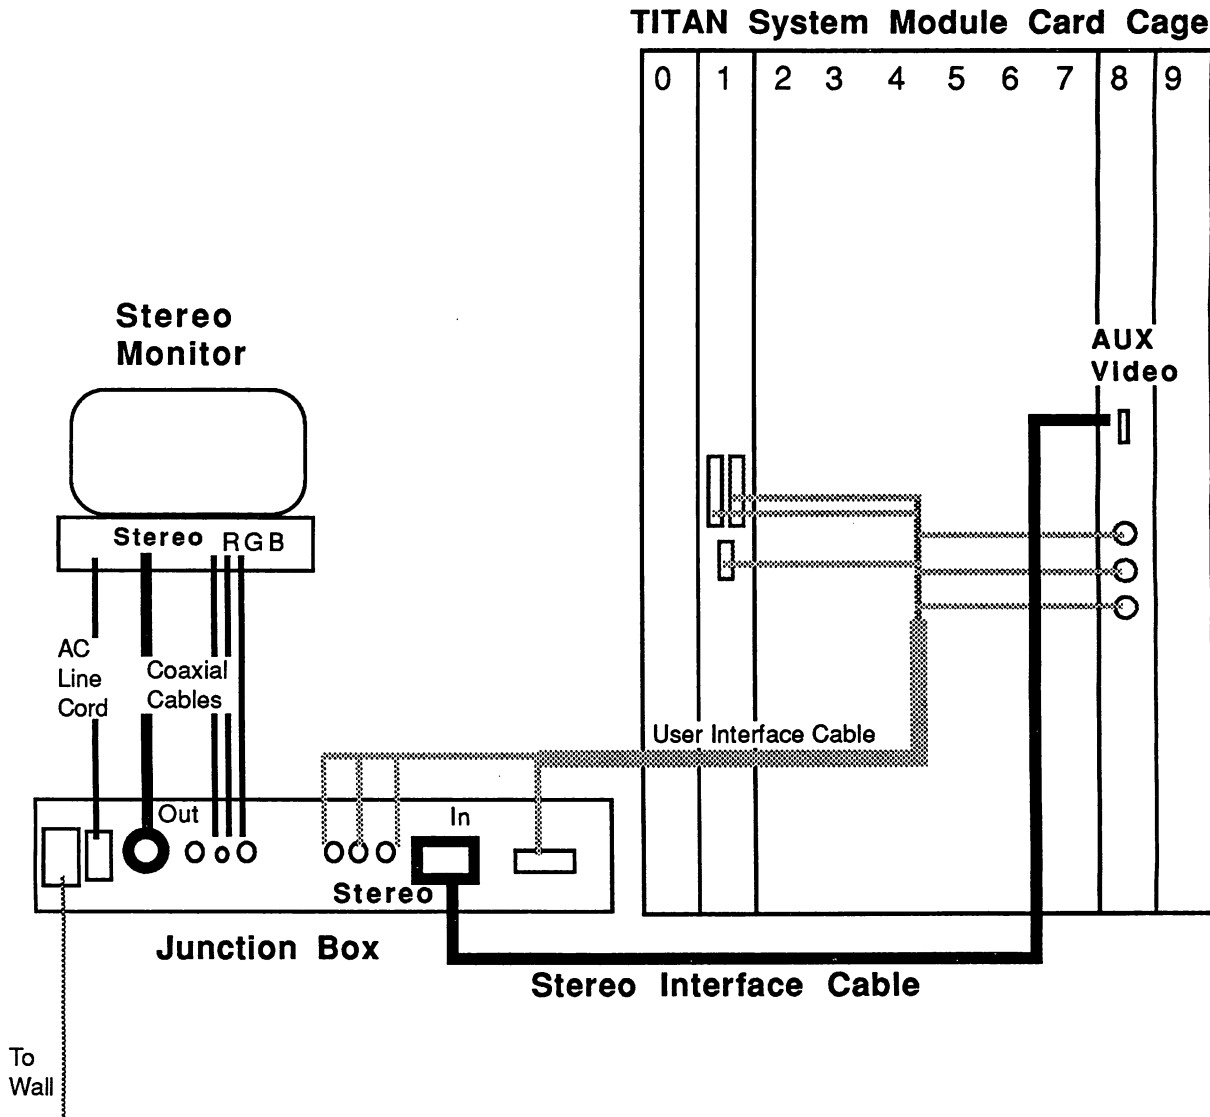 TITAN System Module Card Cage
0 1 2 3 4 5 6 7 8 9
Stereo
Monitor
AUX
Video
Stereo RGB
AC
Line
Cord
Coaxial
Cables
User Interface Cable
Out
In
Stereo
Junction Box
Stereo Interface Cable
To
Wall